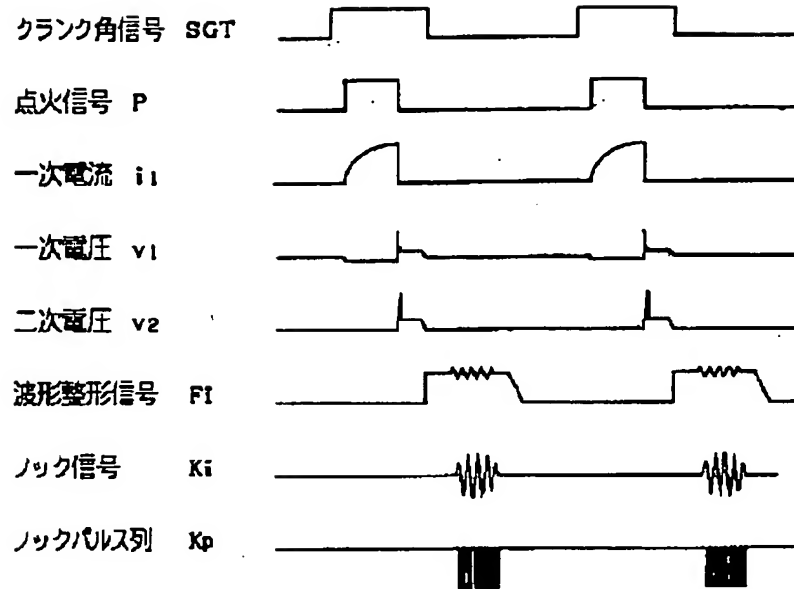 クランク角信号 SGT
点火信号 P
一次電流 i1
一次電圧 v1
二次電圧 v2
波形整形信号 FI
ノック信号 Ki
ノックパルス列 Kp